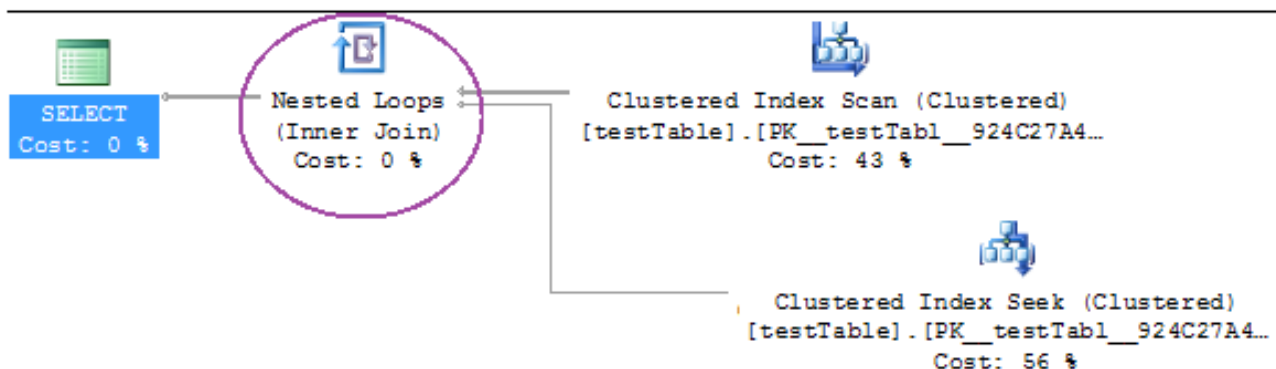 SELECT
Cost: 0 %
Nested Loops
(Inner Join)
Cost: 0 %
Clustered Index Scan (Clustered)
[testTable].[PK__testTabl__924C27A4…
Cost: 43 %
Clustered Index Seek (Clustered)
[testTable].[PK__testTabl__924C27A4…
Cost: 56 %